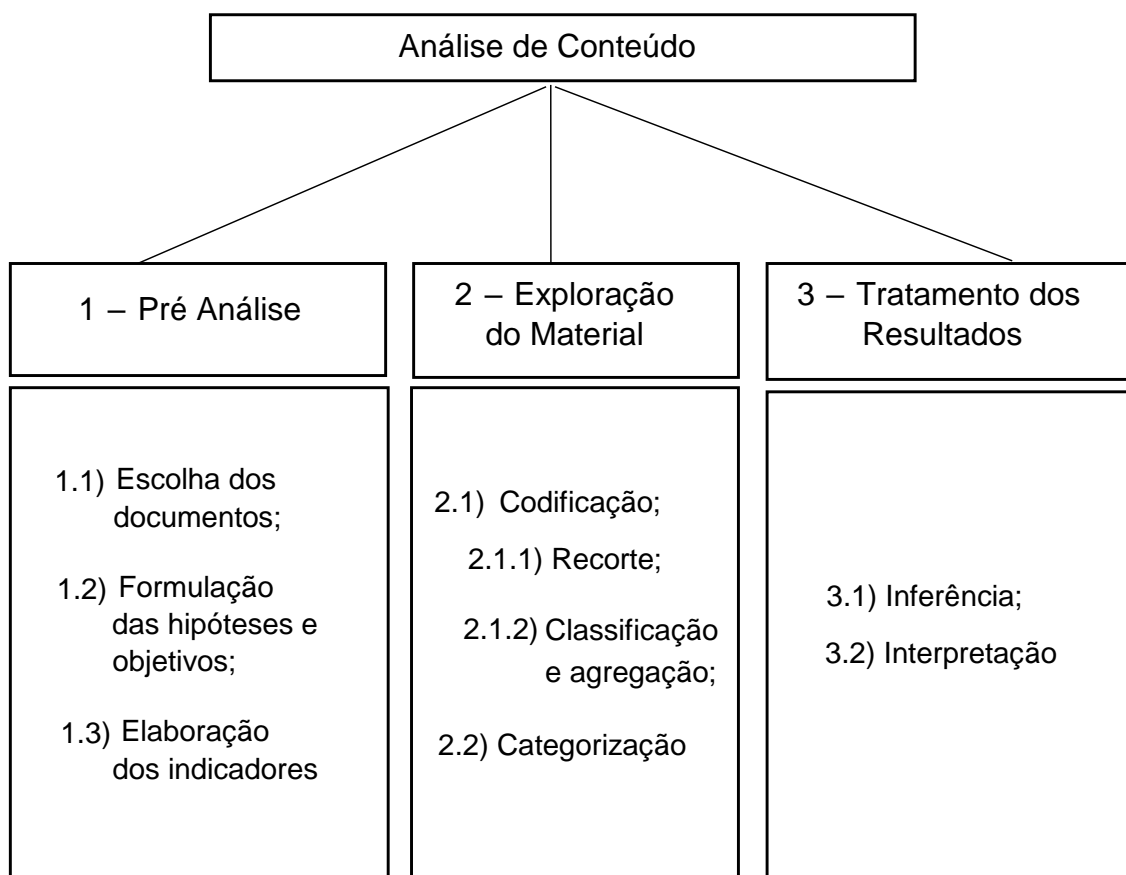 Análise de Conteúdo
1 – Pré Análise
1.1) Escolha dos
documentos;
1.2) Formulação
das hipóteses e
objetivos;
1.3) Elaboração
dos indicadores
2 – Exploração
do Material
2.1) Codificação;
2.1.1) Recorte;
2.1.2) Classificação
e agregação;
2.2) Categorização
3 – Tratamento dos
Resultados
3.1) Inferência;
3.2) Interpretação